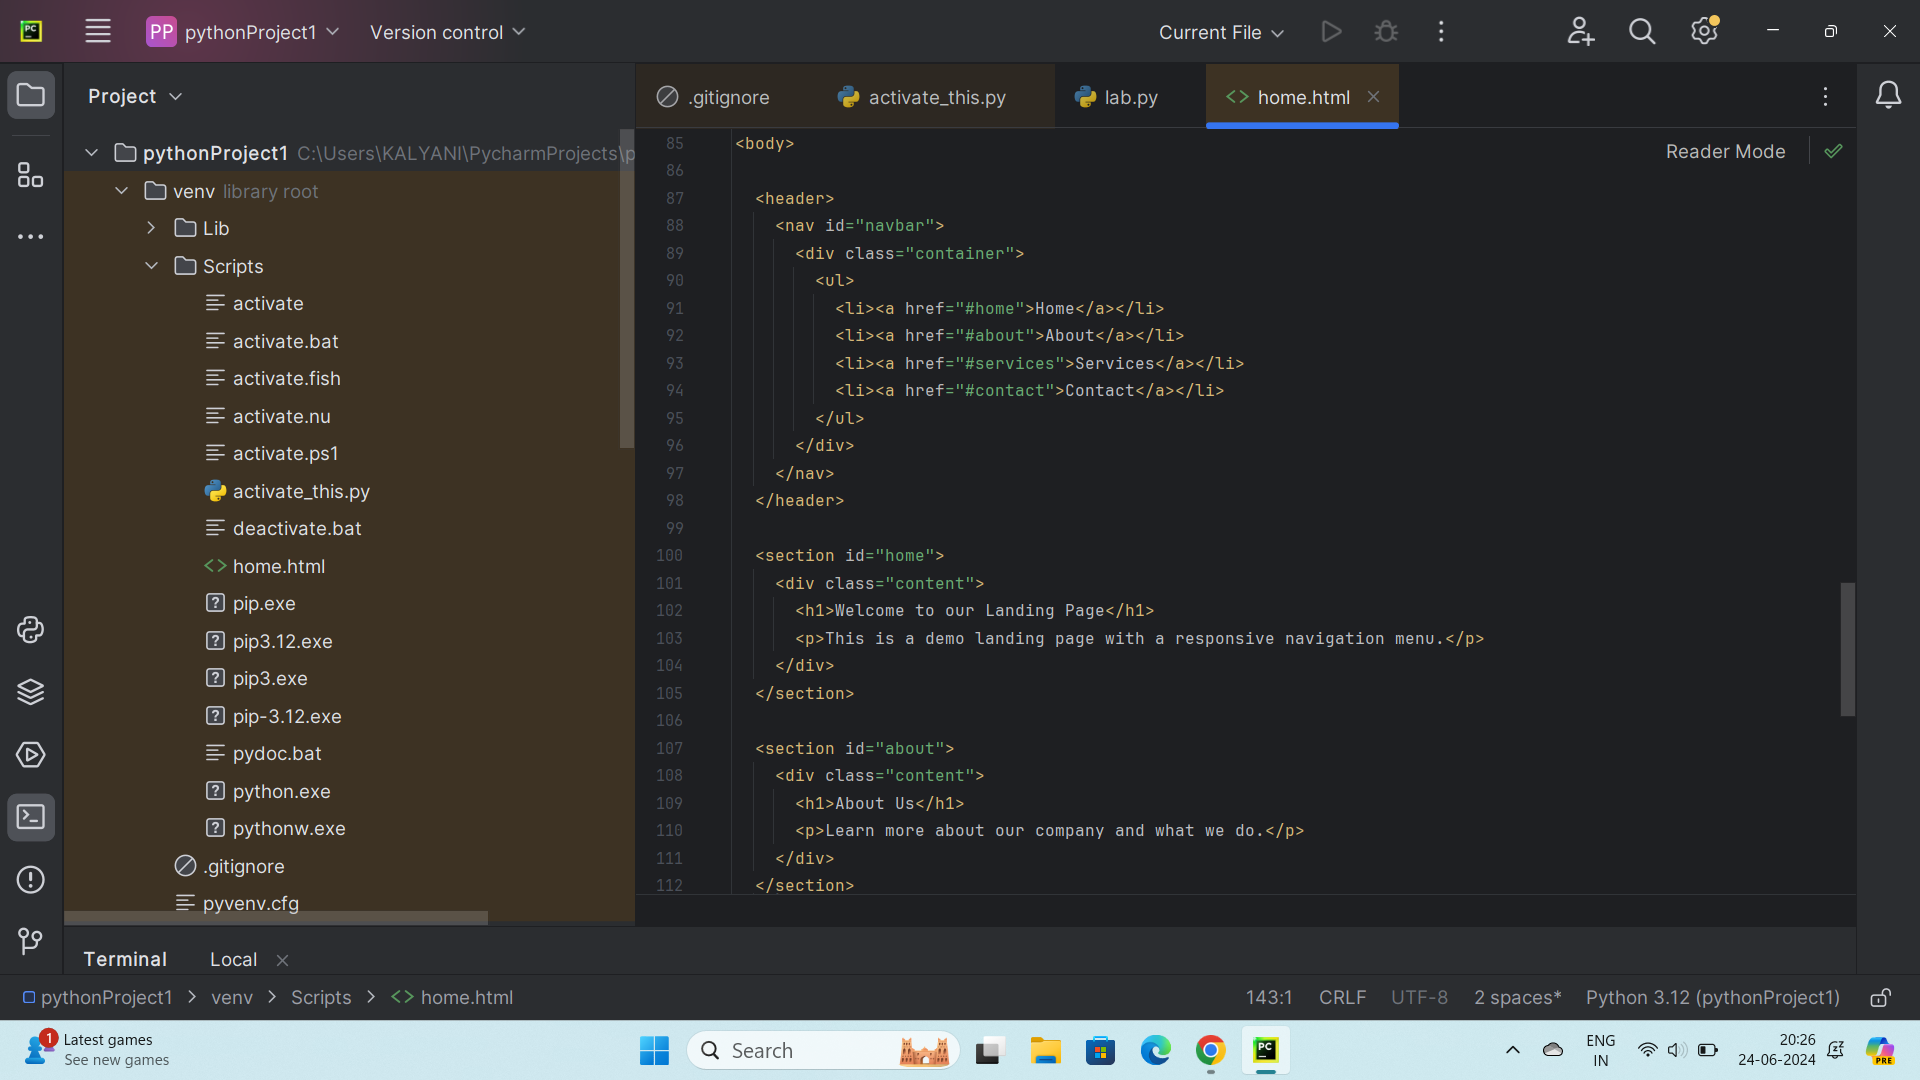 PC
PP pythonProject1
Version control
Current File
Project
.gitignore
activate_this.py
lab.py
<> home.html
Reader Mode
pythonProject1 C:\Users\KALYANI\PycharmProjects\p
venv library root
Lib
Scripts
activate
activate.bat
activate.fish
activate.nu
activate.ps1
activate_this.py
deactivate.bat
<> home.html
pip.exe
pip3.12.exe
pip3.exe
pip-3.12.exe
pydoc.bat
python.exe
pythonw.exe
.gitignore
pyvenv.cfg
85 <body>
86
87 <header>
88 <nav id="navbar">
89 <div class="container">
90 <ul>
91 <li><a href="#home">Home</a></li>
92 <li><a href="#about">About</a></li>
93 <li><a href="#services">Services</a></li>
94 <li><a href="#contact">Contact</a></li>
95 </ul>
96 </div>
97 </nav>
98 </header>
99
100 <section id="home">
101 <div class="content">
102 <h1>Welcome to our Landing Page</h1>
103 <p>This is a demo landing page with a responsive navigation menu.</p>
104 </div>
105 </section>
106
107 <section id="about">
108 <div class="content">
109 <h1>About Us</h1>
110 <p>Learn more about our company and what we do.</p>
111 </div>
112 </section>
Terminal Local
pythonProject1 > venv > Scripts > <> home.html
143:1 CRLF UTF-8 2 spaces* Python 3.12 (pythonProject1)
1
Latest games
See new games
Search
PC
ENG
IN
20:26
24-06-2024
PRE